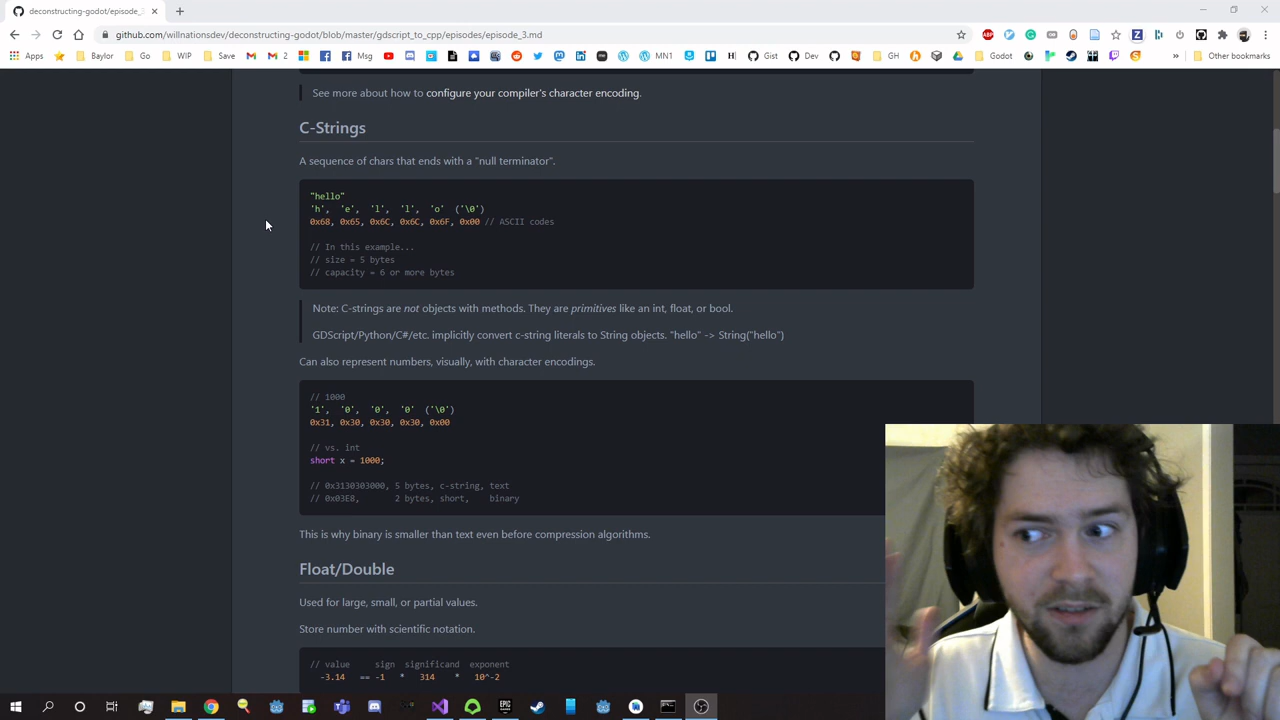 deconstructing-godot/episode_3
github.com/willnationsdev/deconstructing-godot/blob/master/gdscript_to_cpp/episodes/episode_3.md
Apps Baylor Go WIP Save M 2 Msg MN1 Gist Dev GH Godot » Other bookmarks
See more about how to configure your compiler's character encoding.
C-Strings
A sequence of chars that ends with a "null terminator".
"hello"
'h', 'e', 'l', 'l', 'o' ('\0')
0x68, 0x65, 0x6C, 0x6C, 0x6F, 0x00 // ASCII codes
// In this example...
// size = 5 bytes
// capacity = 6 or more bytes
Note: C-strings are not objects with methods. They are primitives like an int, float, or bool.
GDScript/Python/C#/etc. implicitly convert c-string literals to String objects. "hello" -> String("hello")
Can also represent numbers, visually, with character encodings.
// 1000
'1', '0', '0', '0' ('\0')
0x31, 0x30, 0x30, 0x30, 0x00
// vs. int
short x = 1000;
// 0x3130303000, 5 bytes, c-string, text
// 0x03E8, 2 bytes, short, binary
This is why binary is smaller than text even before compression algorithms.
Float/Double
Used for large, small, or partial values.
Store number with scientific notation.
// value sign significand exponent
-3.14 == -1 * 314 * 10^-2